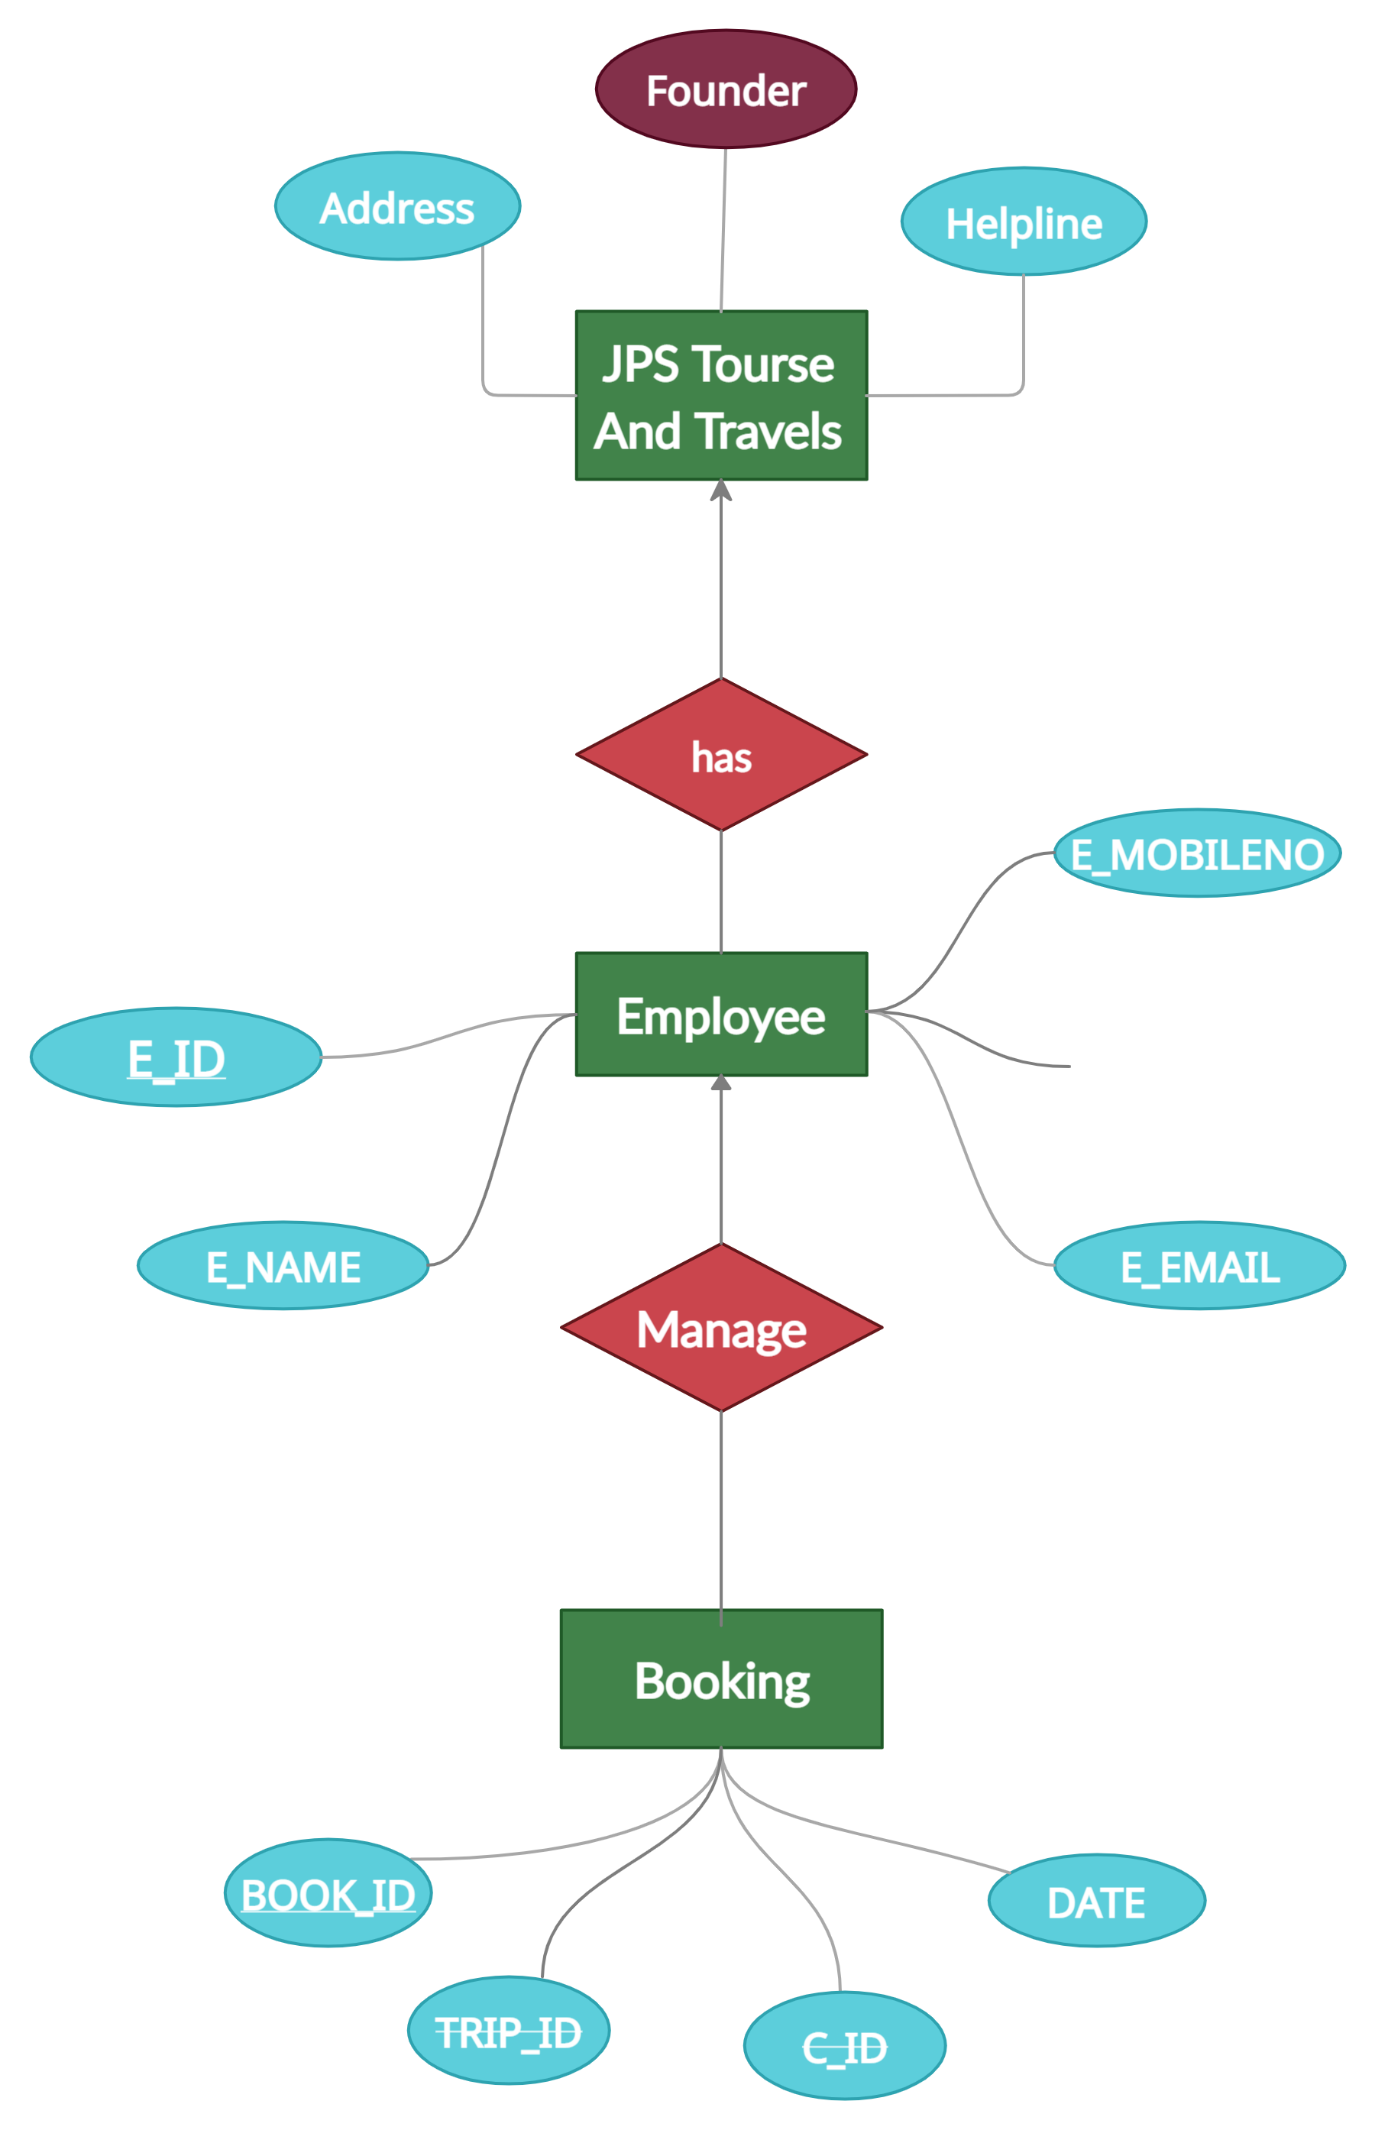 Founder
Address
Helpline
JPS Tourse
And Travels
has
E_MOBILENO
Employee
E_ID
E_NAME
E_EMAIL
Manage
Booking
BOOK_ID
DATE
TRIP_ID
C_ID